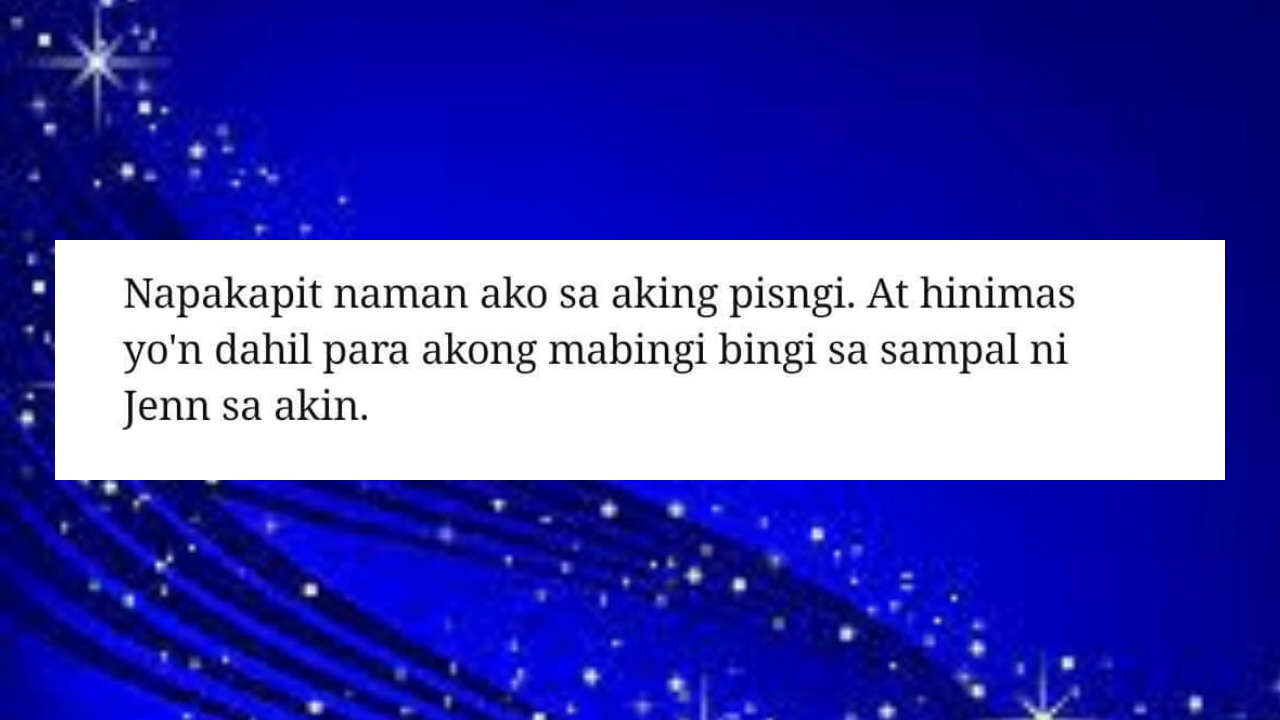 Napakapit naman ako sa aking pisngi. At hinimas
yo'n dahil para akong mabingi bingi sa sampal ni
Jenn sa akin.